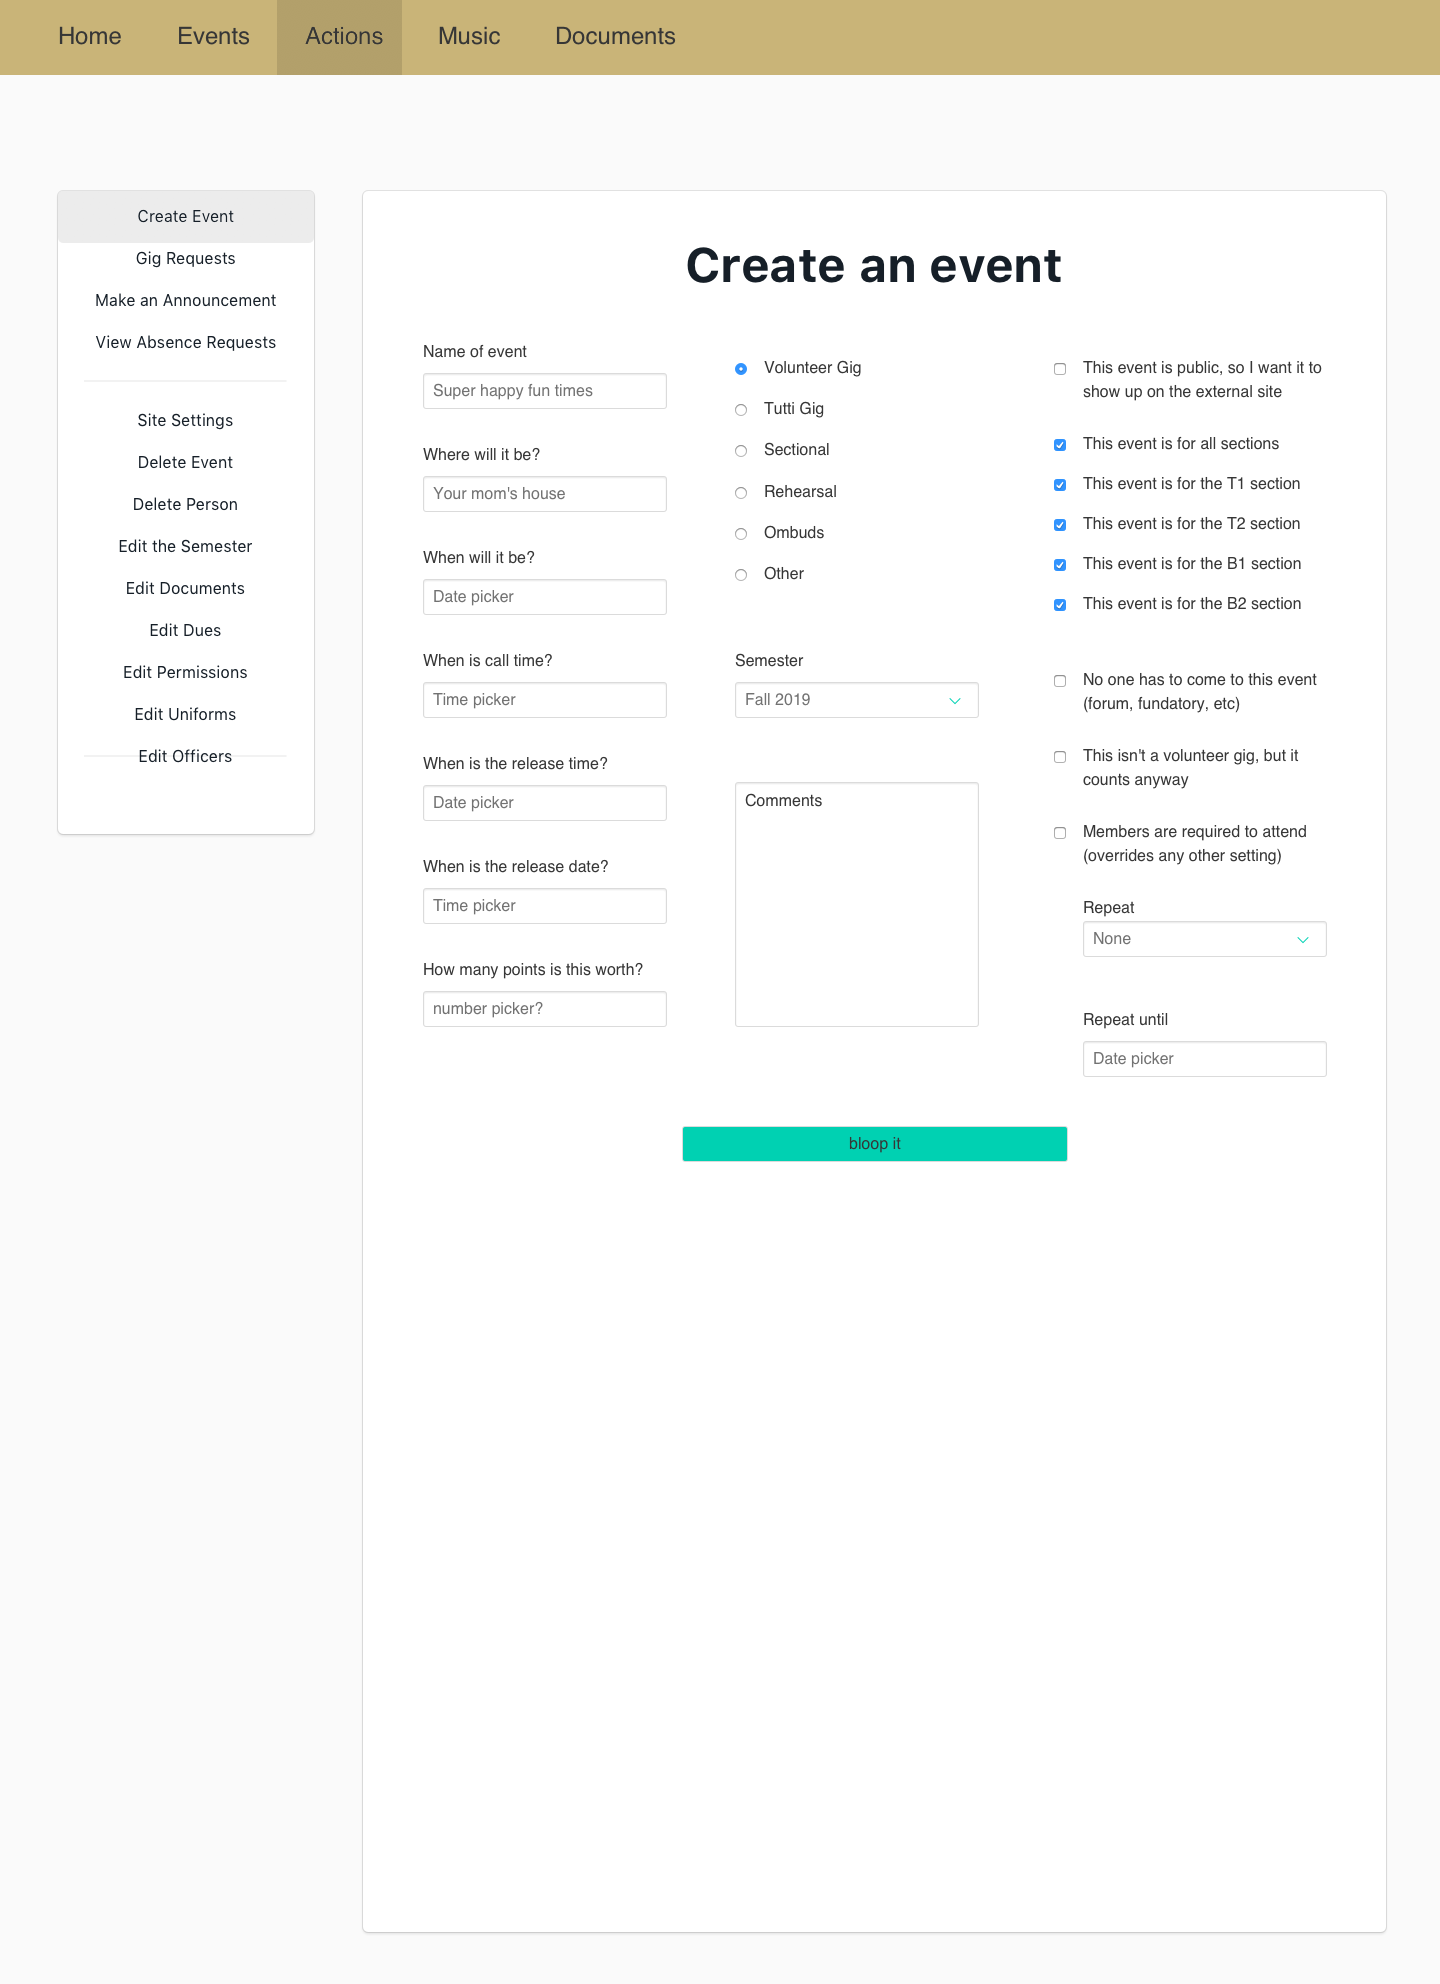 Home
Events
Actions
Music
Documents
Create Event
Gig Requests
Make an Announcement
View Absence Requests
Site Settings
Delete Event
Delete Person
Edit the Semester
Edit Documents
Edit Dues
Edit Permissions
Edit Uniforms
Edit Officers
Create an event
Name of event
Super happy fun times
Where will it be?
Your mom's house
When will it be?
Date picker
When is call time?
Time picker
When is the release time?
Date picker
When is the release date?
Time picker
How many points is this worth?
number picker?
Volunteer Gig
Tutti Gig
Sectional
Rehearsal
Ombuds
Other
Semester
Fall 2019
Comments
This event is public, so I want it to
show up on the external site
This event is for all sections
This event is for the T1 section
This event is for the T2 section
This event is for the B1 section
This event is for the B2 section
No one has to come to this event
(forum, fundatory, etc)
This isn't a volunteer gig, but it
counts anyway
Members are required to attend
(overrides any other setting)
Repeat
None
Repeat until
Date picker
bloop it